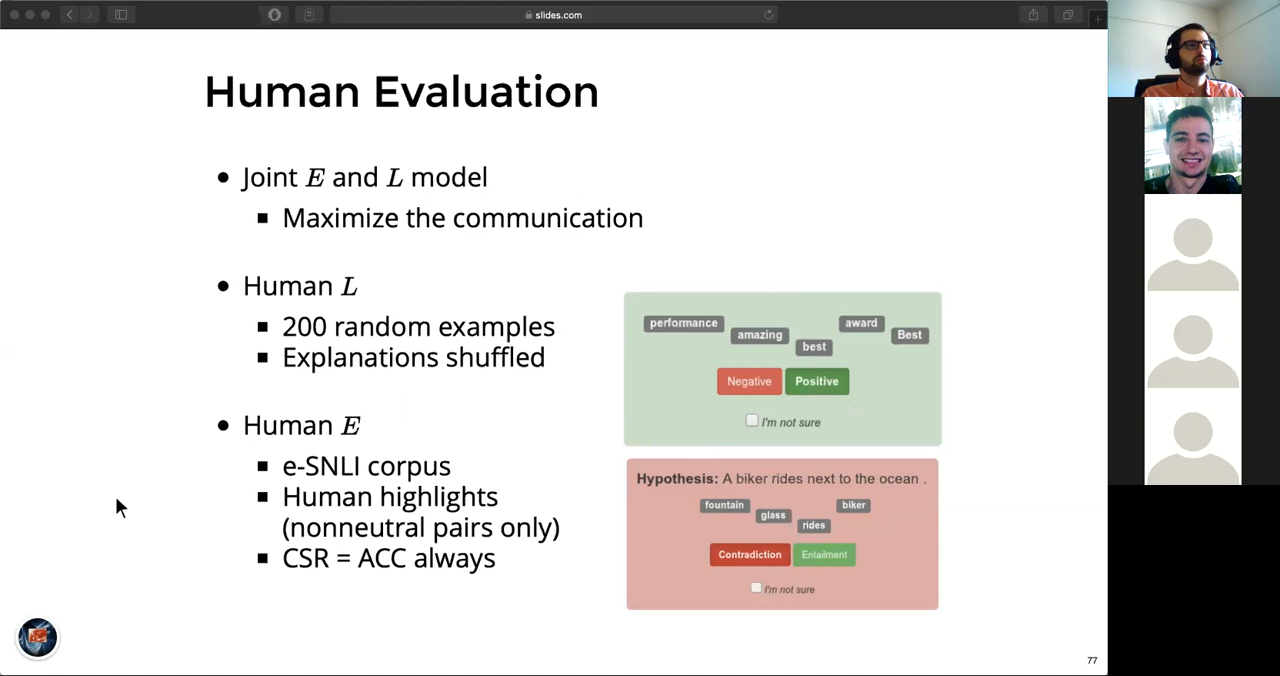 slides.com
Human Evaluation
Joint E and L model
Maximize the communication
Human L
200 random examples
Explanations shuffled
Human E
e-SNLI corpus
Human highlights
(nonneutral pairs only)
CSR = ACC always
performance
amazing
best
award
Best
Negative
Positive
I'm not sure
Hypothesis: A biker rides next to the ocean .
fountain
glass
rides
biker
Contradiction
Entailment
I'm not sure
77